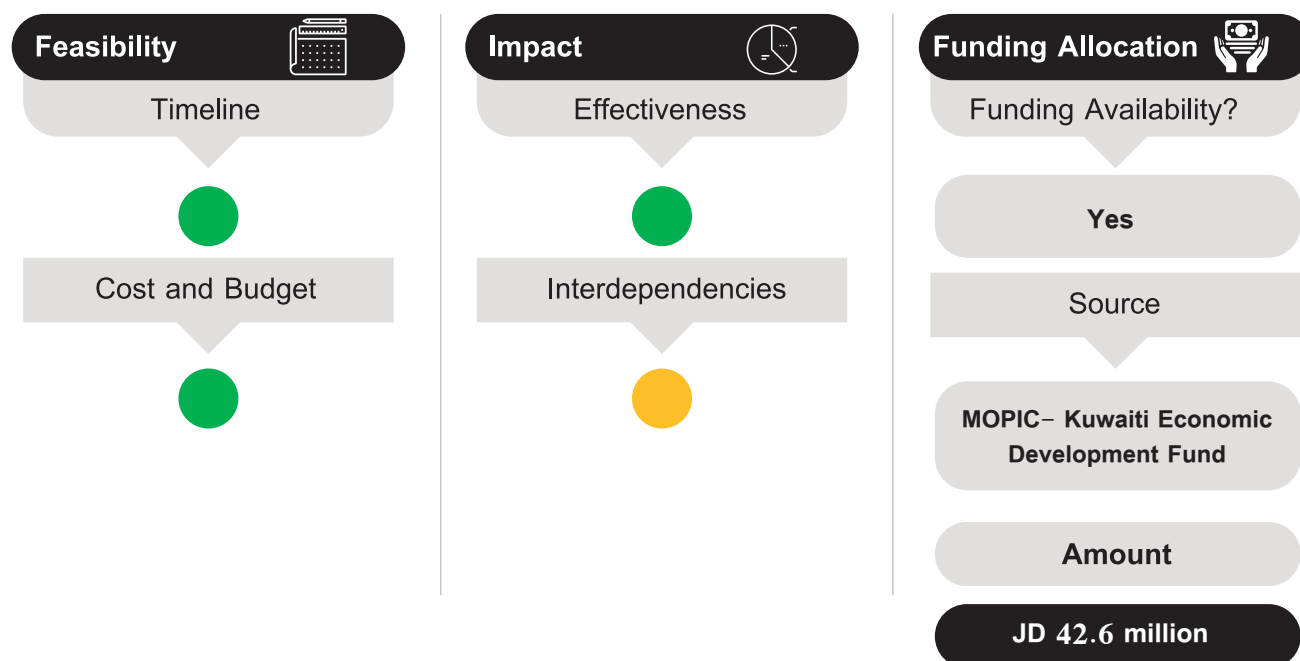 Feasibility
Timeline
Cost and Budget
Impact
Effectiveness
Interdependencies
Funding Allocation
Funding Availability?
Yes
Source
MOPIC– Kuwaiti Economic
Development Fund
Amount
JD 42.6 million